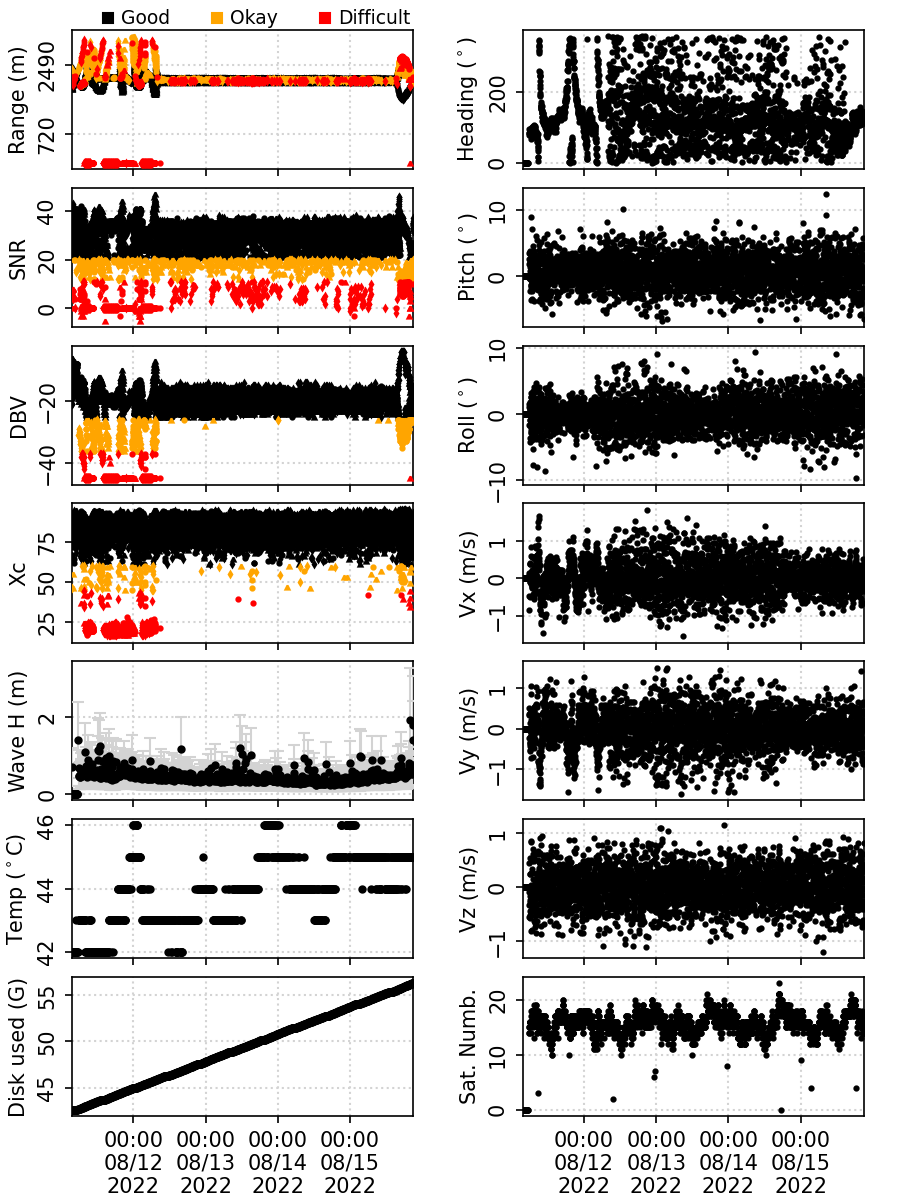 Good Okay Difficult
Range (m)
2490
720
Heading (°)
200
0
SNR
40
20
0
Pitch (°)
10
0
DBV
−20
−40
Roll (°)
10
0
−10
Xc
75
50
25
Vx (m/s)
1
0
−1
Wave H (m)
2
0
Vy (m/s)
1
0
−1
Temp (°C)
46
44
42
Vz (m/s)
1
0
−1
Disk used (G)
55
50
45
Sat. Numb.
20
10
0
00:00 00:00 00:00 00:00
08/12 08/13 08/14 08/15
2022 2022 2022 2022
00:00 00:00 00:00 00:00
08/12 08/13 08/14 08/15
2022 2022 2022 2022